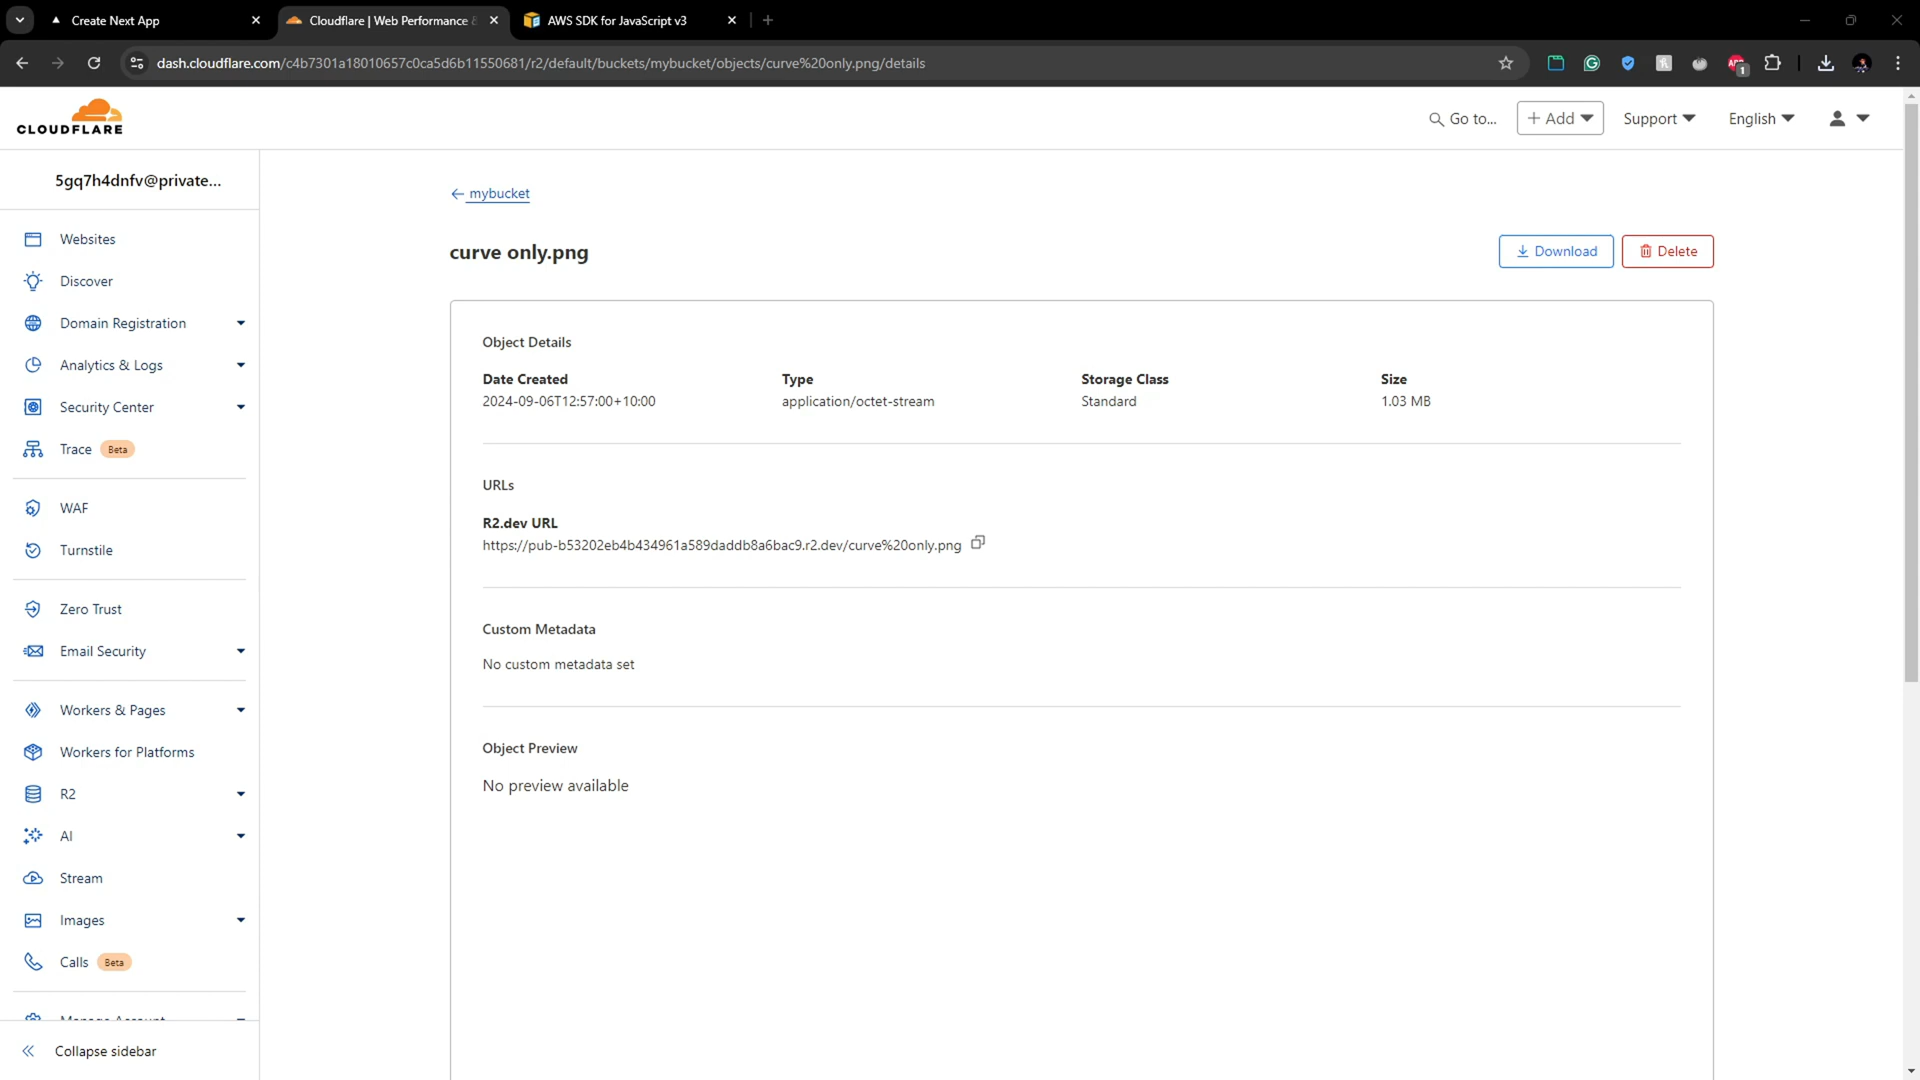 Create Next App
Cloudflare | Web Performance &
AWS SDK for JavaScript v3
dash.cloudflare.com/c4b7301a18010657c0ca5d6b11550681/r2/default/buckets/mybucket/objects/curve%20only.png/details
1
CLOUDFLARE
Go to...
+ Add
Support
English
5gq7h4dnfv@private...
Websites
Discover
Domain Registration
Analytics & Logs
Security Center
Trace Beta
WAF
Turnstile
Zero Trust
Email Security
Workers & Pages
Workers for Platforms
R2
AI
Stream
Images
Calls Beta
Manage Account
Collapse sidebar
← mybucket
curve only.png
Download
Delete
Object Details
Date Created Type Storage Class Size
2024-09-06T12:57:00+10:00 application/octet-stream Standard 1.03 MB
URLs
R2.dev URL
https://pub-b53202eb4b434961a589daddb8a6bac9.r2.dev/curve%20only.png
Custom Metadata
No custom metadata set
Object Preview
No preview available